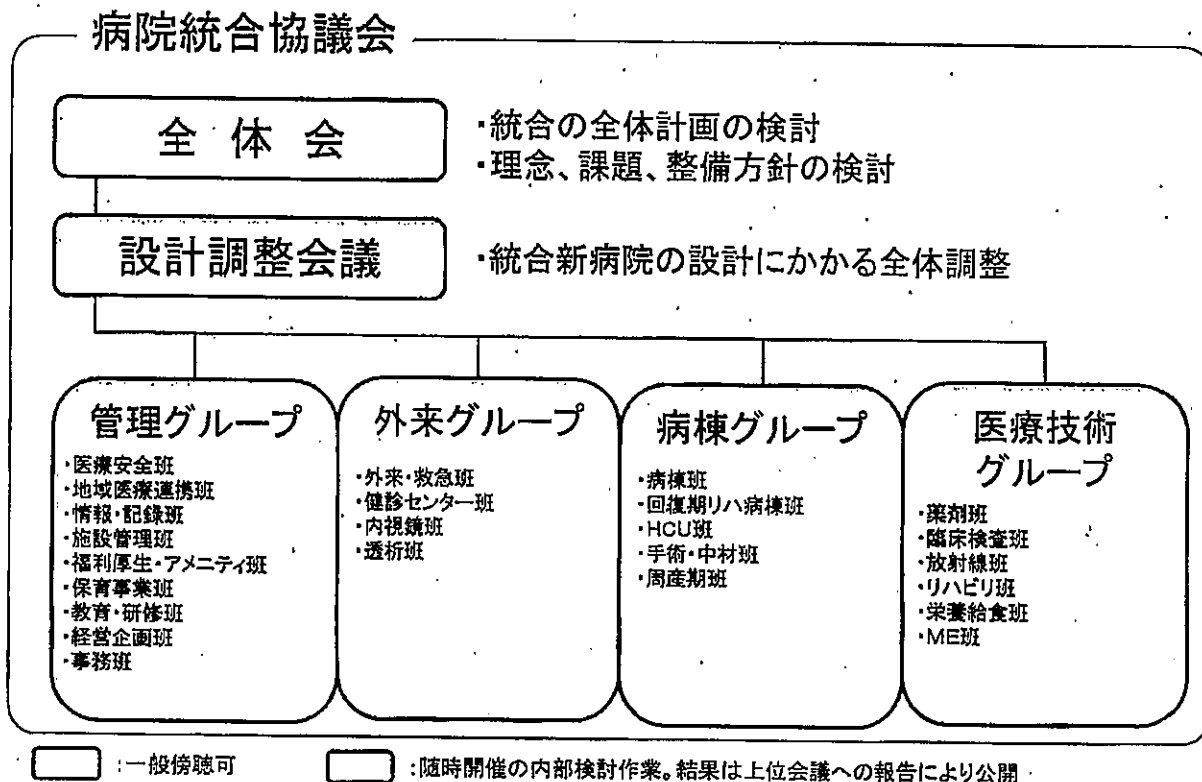 病院統合協議会
全体会
・統合の全体計画の検討
・理念、課題、整備方針の検討
設計調整会議
・統合新病院の設計にかかる全体調整
管理グループ
・医療安全班
・地域医療連携班
・情報・記録班
・施設管理班
・福利厚生・アメニティ班
・保育事業班
・教育・研修班
・経営企画班
・事務班
外来グループ
・外来・救急班
・健診センター班
・内視鏡班
・透析班
病棟グループ
・病棟班
・回復期リハ病棟班
・HCU班
・手術・中材班
・周産期班
医療技術
グループ
・薬剤班
・臨床検査班
・放射線班
・リハビリ班
・栄養給食班
・ME班
:一般傍聴可
:随時開催の内部検討作業。結果は上位会議への報告により公開